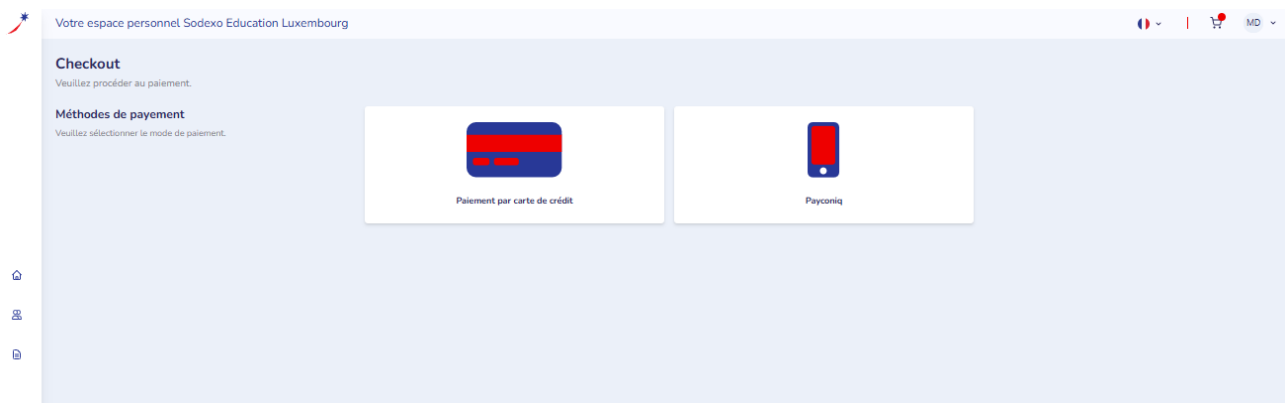 Votre espace personnel Sodexo Education Luxembourg
MD
Checkout
Veuillez procéder au paiement.
Méthodes de payement
Veuillez sélectionner le mode de paiement.
Paiement par carte de crédit
Payconiq